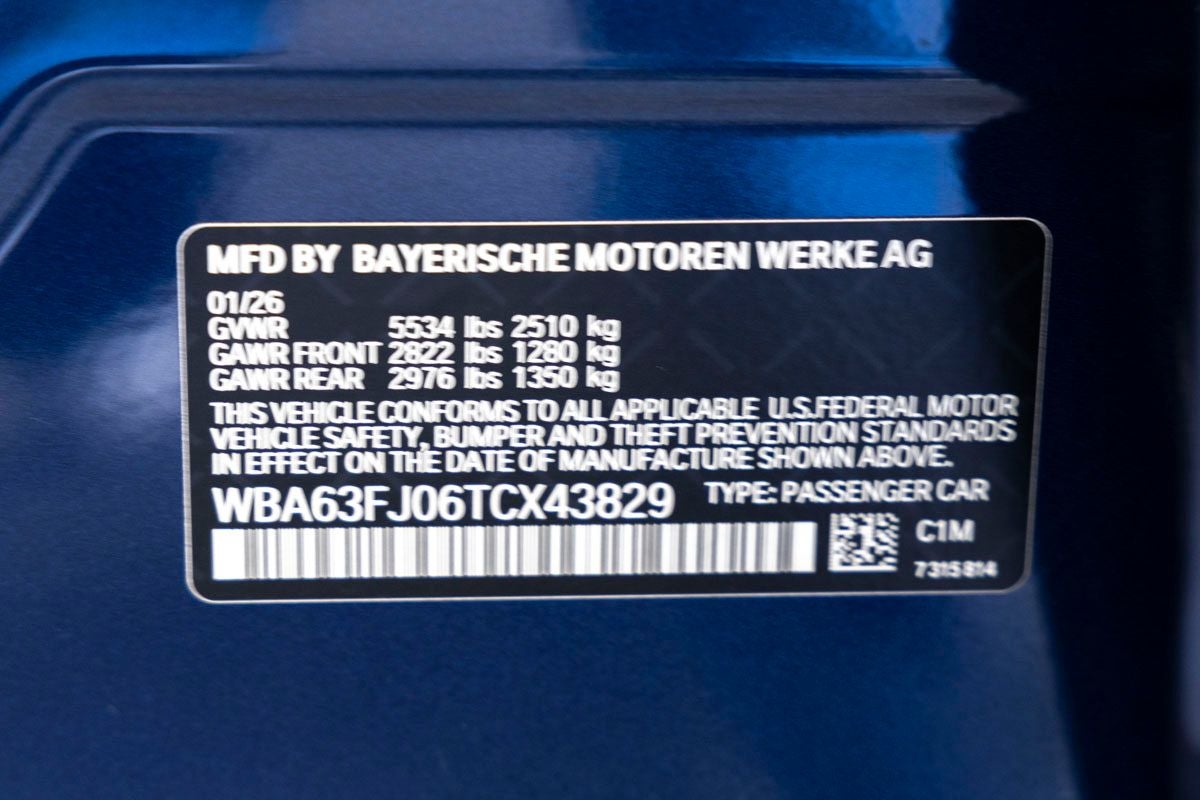 MFD BY BAYERISCHE MOTOREN WERKE AG
01/26
GVWR 5534 lbs 2510 kg
GAWR FRONT 2822 lbs 1280 kg
GAWR REAR 2976 lbs 1350 kg
THIS VEHICLE CONFORMS TO ALL APPLICABLE U.S.FEDERAL MOTOR
VEHICLE SAFETY, BUMPER AND THEFT PREVENTION STANDARDS
IN EFFECT ON THE DATE OF MANUFACTURE SHOWN ABOVE.
WBA63FJ06TCX43829 TYPE: PASSENGER CAR
C1M
7315814